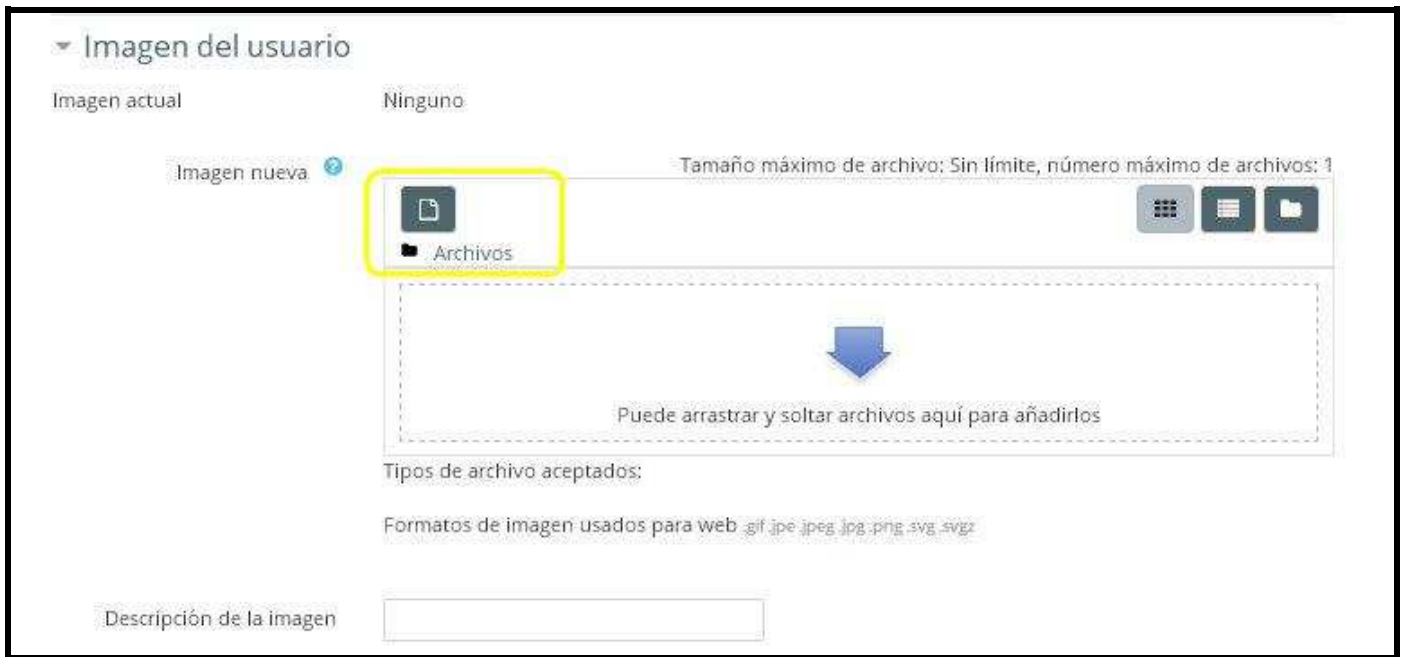 Imagen del usuario
Imagen actual Ninguno
Imagen nueva Tamaño máximo de archivo: Sin límite, número máximo de archivos: 1
Archivos
Puede arrastrar y soltar archivos aquí para añadirlos
Tipos de archivo aceptados:
Formatos de imagen usados para web .gif .jpe .jpeg .jpg .png .svg .svgz
Descripción de la imagen